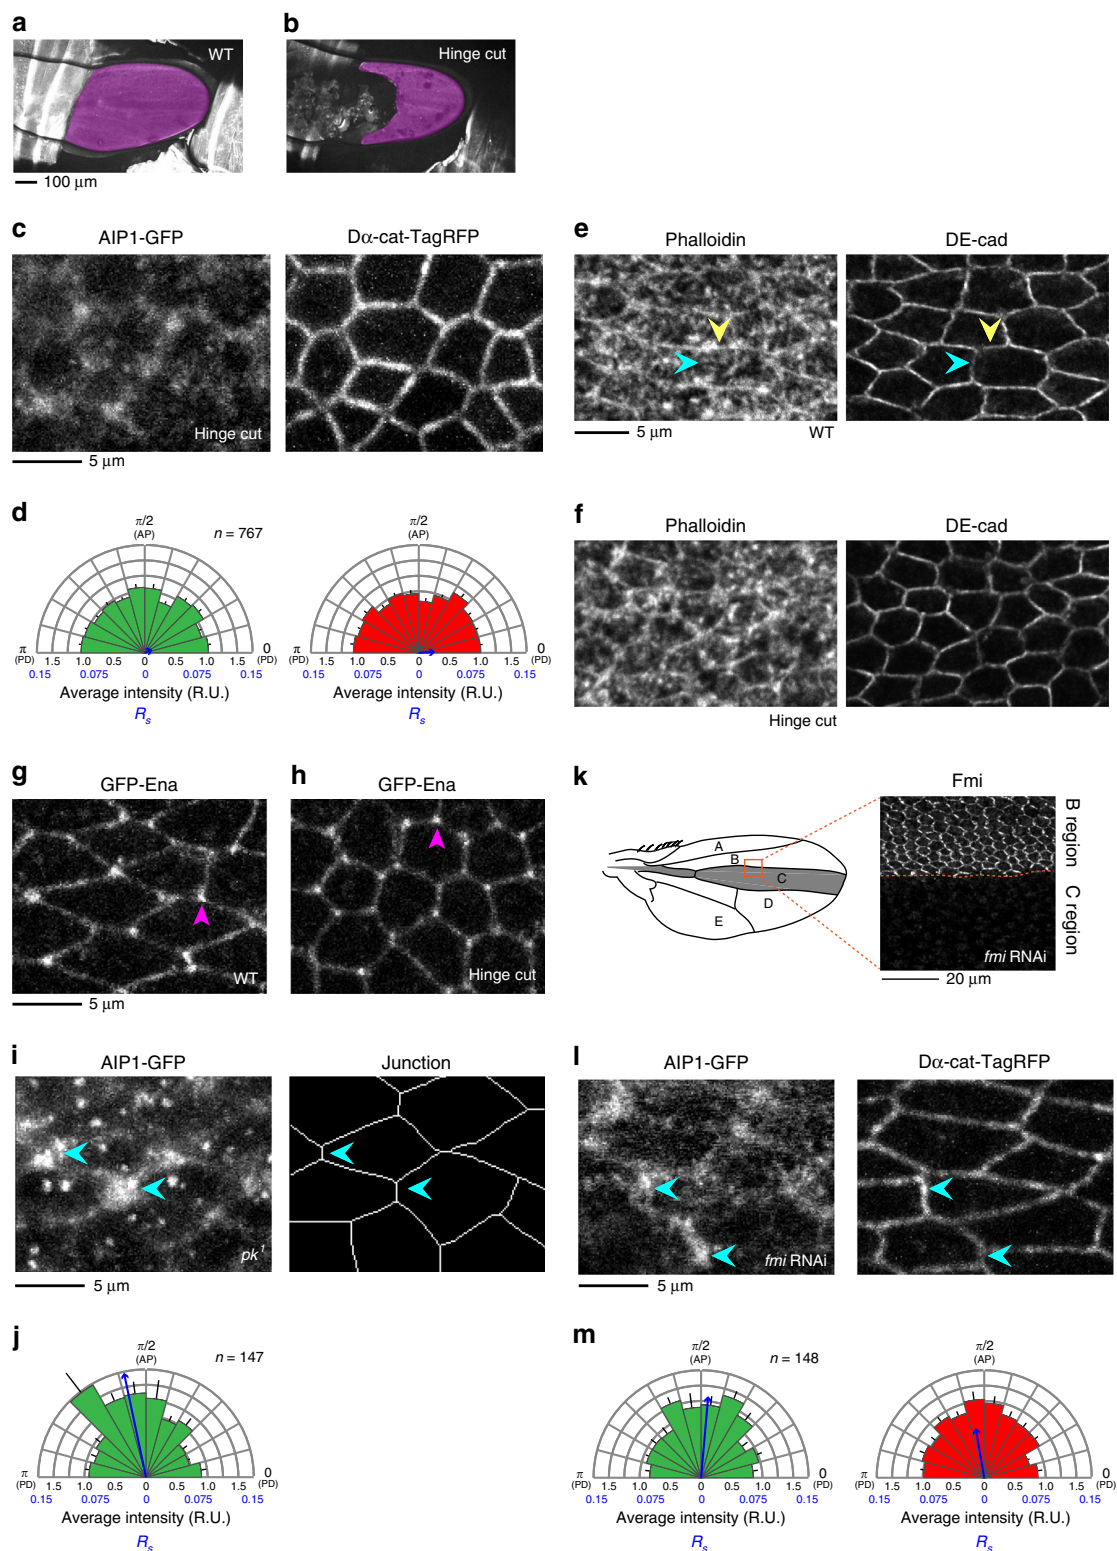 a
WT
100 μm
b
Hinge cut
c
AIP1-GFP
Dα-cat-TagRFP
Hinge cut
5 μm
e
Phalloidin
DE-cad
5 μm
WT
d
π/2
(AP)
n = 767
π
(PD)
1.5 1.0 0.5 0 0.5 1.0 1.5
0
(PD)
0.15 0.075 0 0.075 0.15
Average intensity (R.U.)
Rs
π/2
(AP)
π
(PD)
1.5 1.0 0.5 0 0.5 1.0 1.5
0
(PD)
0.15 0.075 0 0.075 0.15
Average intensity (R.U.)
Rs
f
Phalloidin
DE-cad
Hinge cut
g
GFP-Ena
WT
5 μm
h
GFP-Ena
Hinge cut
k
A
B
C
D
E
Fmi
B region
C region
fmi RNAi
20 μm
i
AIP1-GFP
Junction
pk1
5 μm
l
AIP1-GFP
Dα-cat-TagRFP
fmi RNAi
5 μm
j
π/2
(AP)
n = 147
π
(PD)
1.5 1.0 0.5 0 0.5 1.0 1.5
0
(PD)
0.15 0.075 0 0.075 0.15
Average intensity (R.U.)
Rs
m
π/2
(AP)
n = 148
π
(PD)
1.5 1.0 0.5 0 0.5 1.0 1.5
0
(PD)
0.15 0.075 0 0.075 0.15
Average intensity (R.U.)
Rs
π/2
(AP)
π
(PD)
1.5 1.0 0.5 0 0.5 1.0 1.5
0
(PD)
0.15 0.075 0 0.075 0.15
Average intensity (R.U.)
Rs